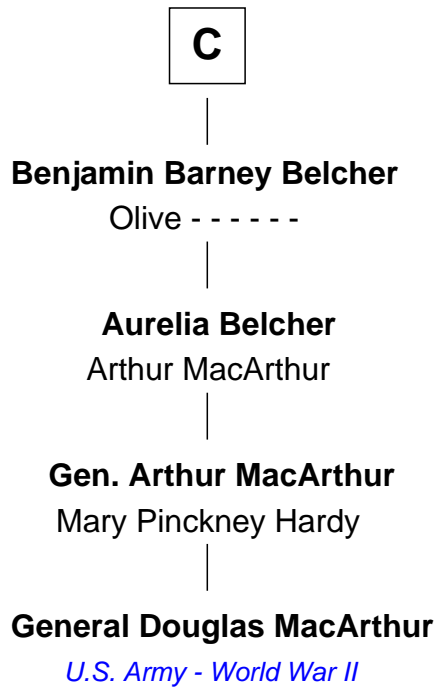 C
Benjamin Barney Belcher
Olive - - - - - -
Aurelia Belcher
Arthur MacArthur
Gen. Arthur MacArthur
Mary Pinckney Hardy
General Douglas MacArthur
U.S. Army - World War II